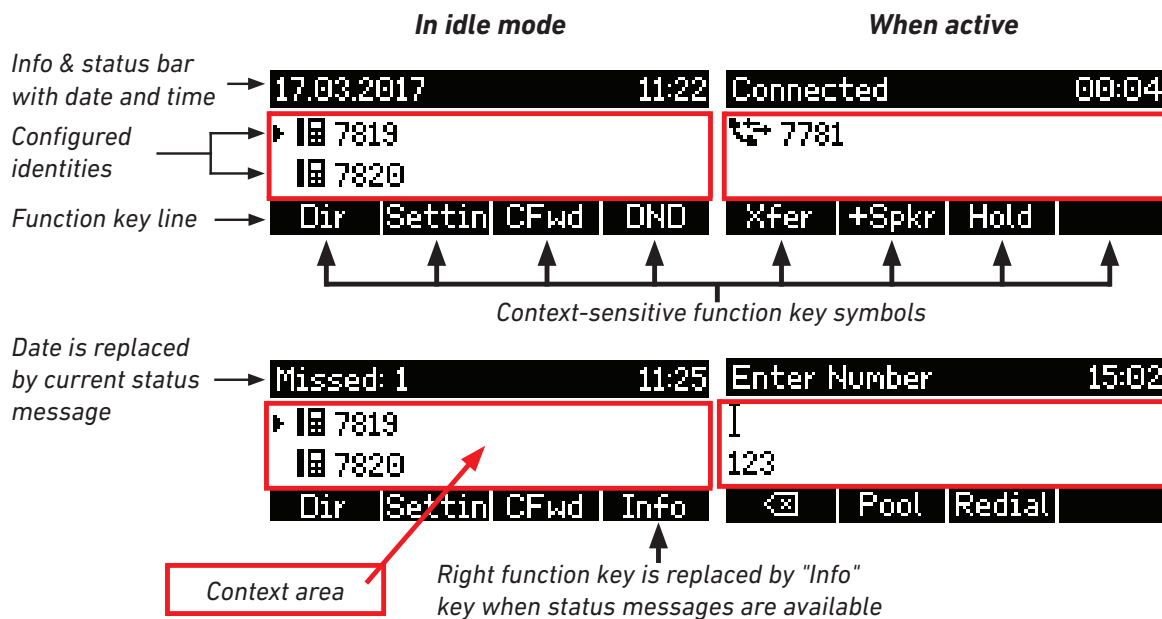 In idle mode
When active
Info & status bar
with date and time
17.03.2017 11:22
Connected 00:04
Configured
identities
7819
7820
7781
Function key line
Dir Settin CFwd DND
Xfer +Spkr Hold
Context-sensitive function key symbols
Date is replaced
by current status
message
Missed: 1 11:25
Enter Number 15:02
7819
7820
123
Dir Settin CFwd Info
Pool Redial
Context area
Right function key is replaced by "Info"
key when status messages are available